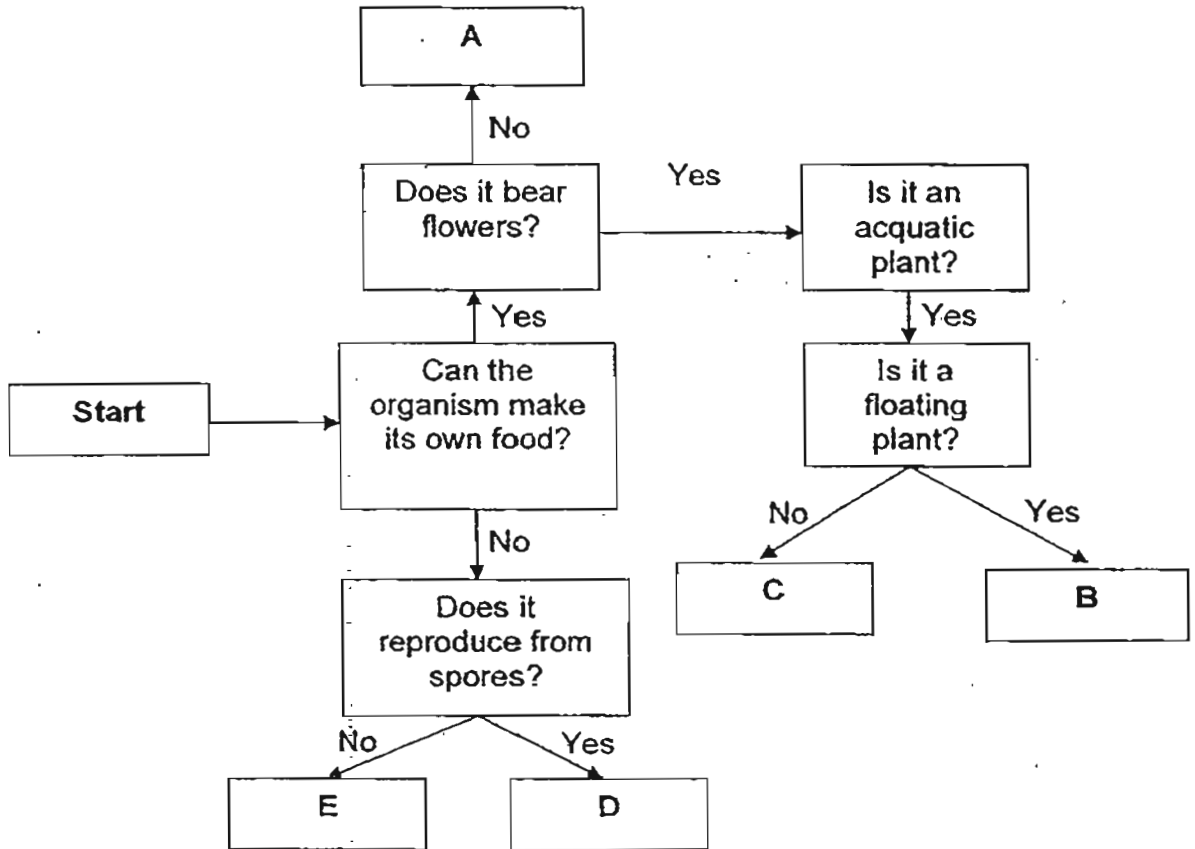 A
No
Does it bear
flowers?
Yes
Is it an
acquatic
plant?
Yes
Yes
Start
Can the
organism make
its own food?
Is it a
floating
plant?
No
Yes
No
C
B
Does it
reproduce from
spores?
No
Yes
E
D